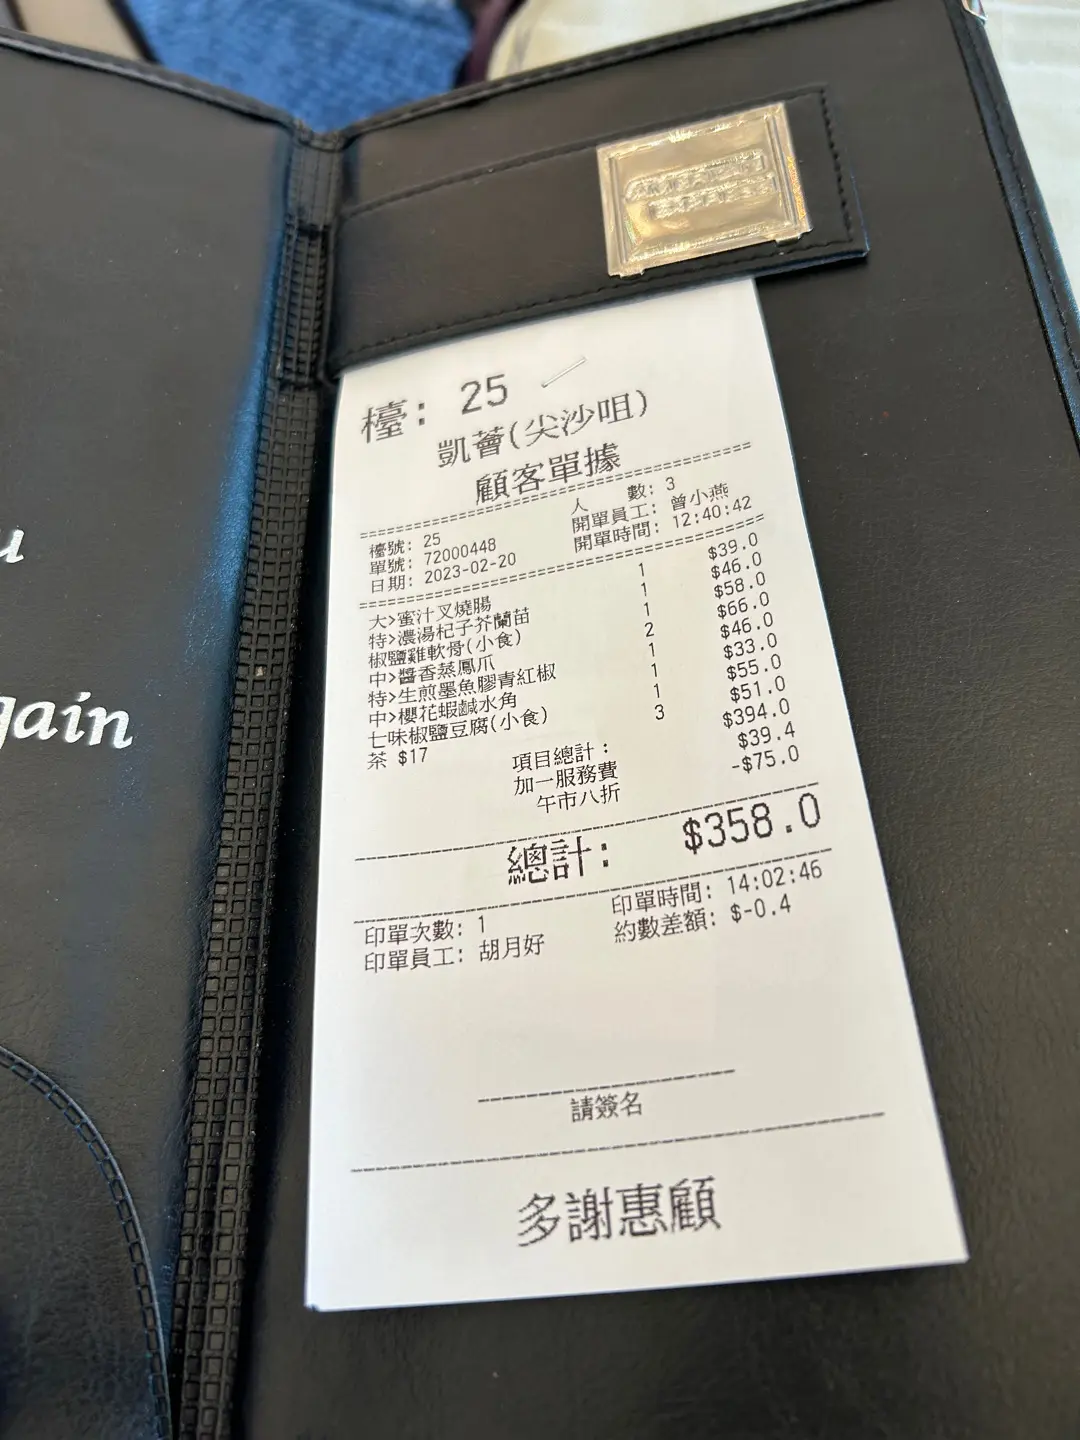 u
gain
AMERICAN
EXPRESS
檯: 25
凱薈(尖沙咀)
顧客單據
人 數: 3
檯號: 25 開單員工: 曾小燕
單號: 72000448 開單時間: 12:40:42
日期: 2023-02-20
大>蜜汁叉燒腸 1 $39.0
特>濃湯杞子芥蘭苗 1 $46.0
椒鹽雞軟骨(小食) 1 $58.0
中>醬香蒸鳳爪 2 $66.0
特>生煎墨魚膠青紅椒 1 $46.0
中>櫻花蝦鹹水角 1 $33.0
七味椒鹽豆腐(小食) 1 $55.0
茶 $17 3 $51.0
項目總計: $394.0
加一服務費 $39.4
午市八折 -$75.0
總計: $358.0
印單次數: 1 印單時間: 14:02:46
印單員工: 胡月好 約數差額: $-0.4
請簽名
多謝惠顧